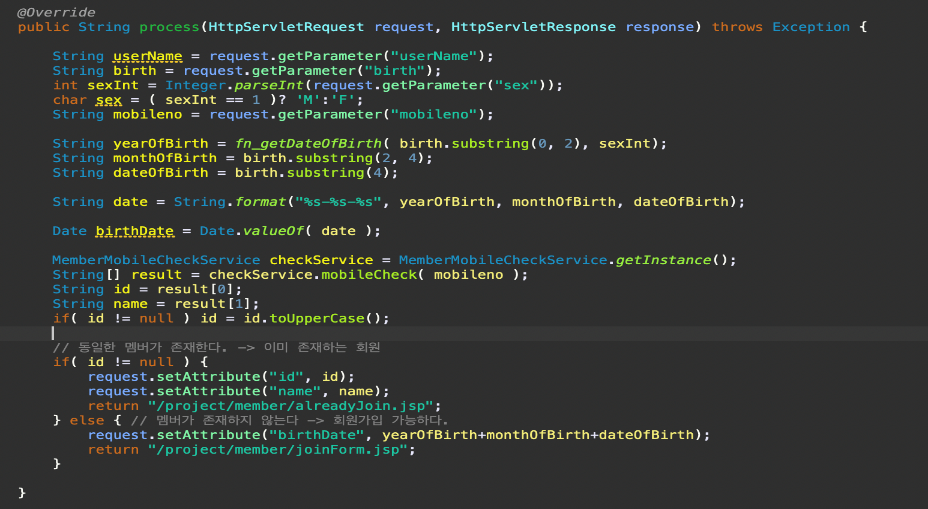 @Override
public String process(HttpServletRequest request, HttpServletResponse response) throws Exception {
String userName = request.getParameter("userName");
String birth = request.getParameter("birth");
int sexInt = Integer.parseInt(request.getParameter("sex"));
char sex = ( sexInt == 1 )? 'M':'F';
String mobileno = request.getParameter("mobileno");
String yearOfBirth = fn_getDateOfBirth( birth.substring(0, 2), sexInt);
String monthOfBirth = birth.substring(2, 4);
String dateOfBirth = birth.substring(4);
String date = String.format("%s-%s-%s", yearOfBirth, monthOfBirth, dateOfBirth);
Date birthDate = Date.valueOf( date );
MemberMobileCheckService checkService = MemberMobileCheckService.getInstance();
String[] result = checkService.mobileCheck( mobileno );
String id = result[0];
String name = result[1];
if( id != null ) id = id.toUpperCase();
// 동일한 멤버가 존재한다. -> 이미 존재하는 회원
if( id != null ) {
request.setAttribute("id", id);
request.setAttribute("name", name);
return "/project/member/alreadyJoin.jsp";
} else { // 멤버가 존재하지 않는다 -> 회원가입 가능하다.
request.setAttribute("birthDate", yearOfBirth+monthOfBirth+dateOfBirth);
return "/project/member/joinForm.jsp";
}
}